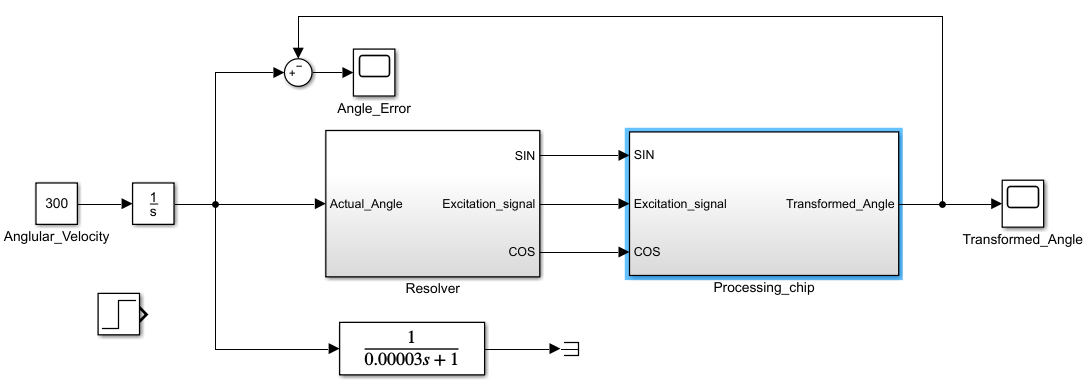 − 
+
Angle_Error
SIN
SIN
300
1
s
Actual_Angle
Excitation_signal
Excitation_signal
Transformed_Angle
Anglular_Velocity
Transformed_Angle
COS
COS
Resolver
Processing_chip
1
0.00003s + 1